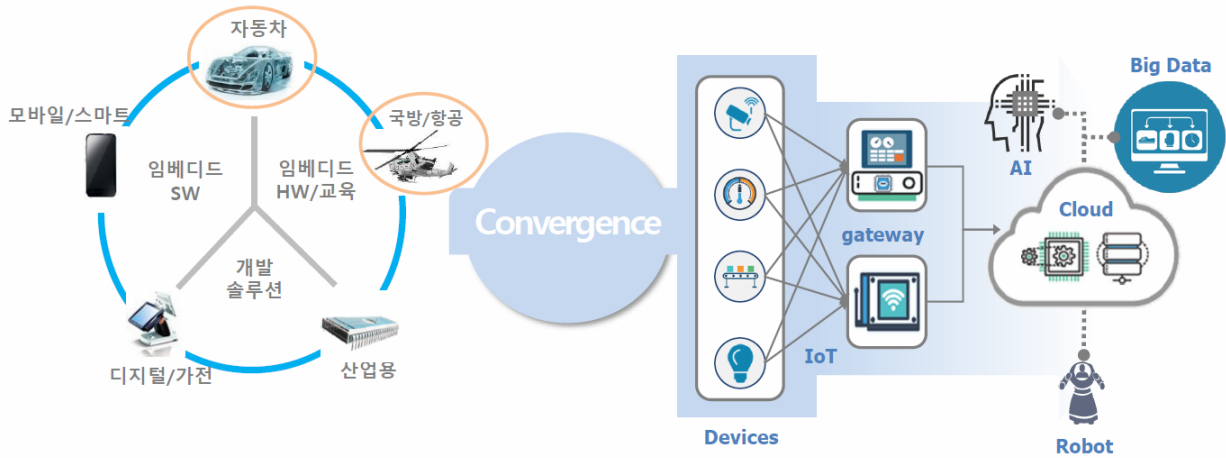 자동차
모바일/스마트
국방/항공
임베디드
SW
임베디드
HW/교육
개발
솔루션
디지털/가전
산업용
Convergence
Devices
gateway
IoT
AI
Big Data
Cloud
Robot